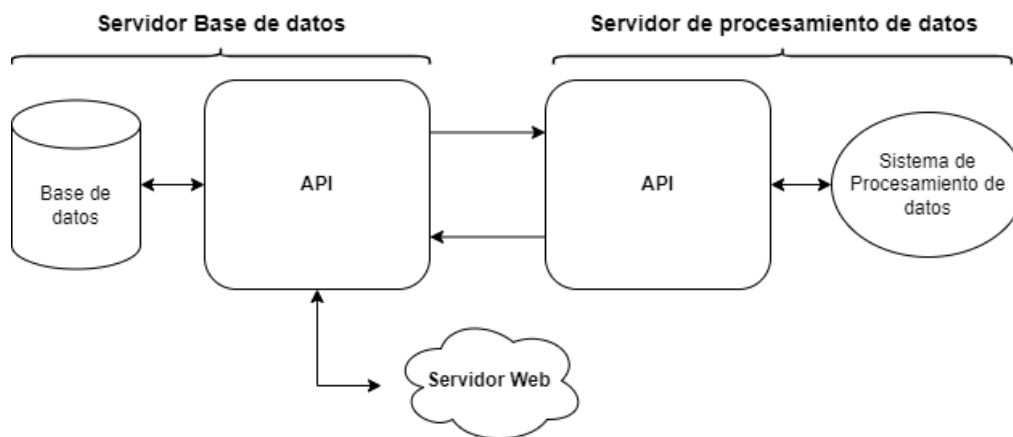 Servidor Base de datos
Servidor de procesamiento de datos
Base de
datos
API
API
Sistema de
Procesamiento de
datos
Servidor Web